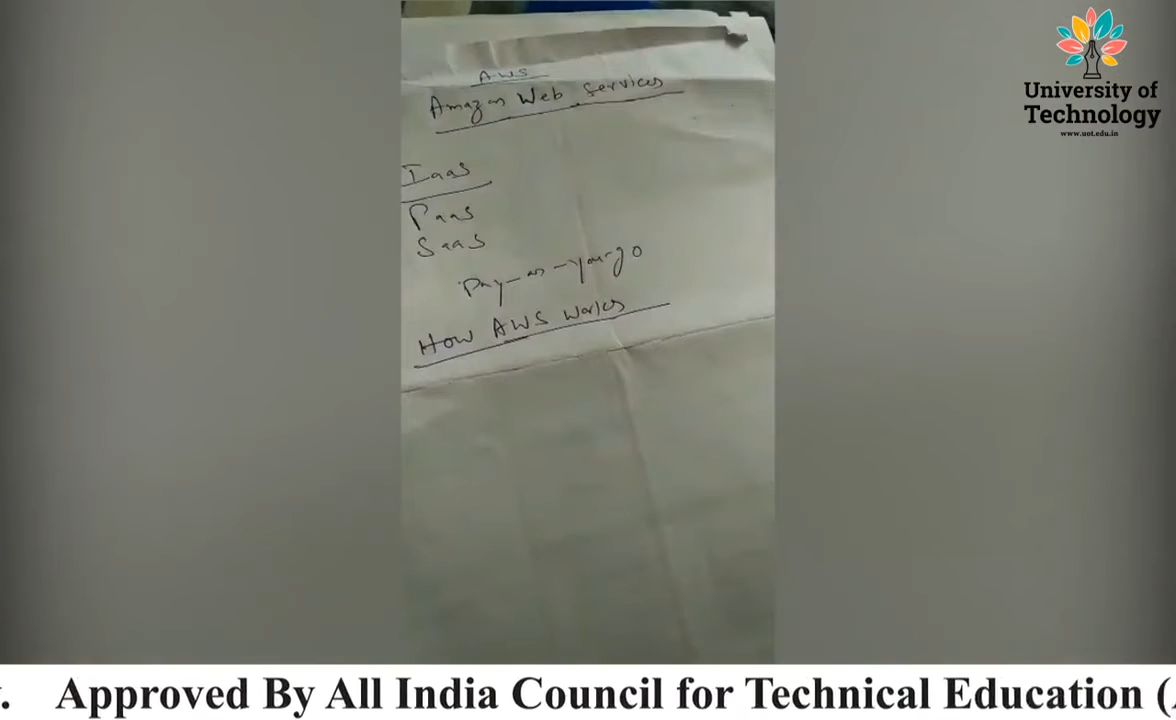 AWS
Amazon Web Services
IaaS
PaaS
SaaS
Pay-as-you-go
How AWS Works
University of
Technology
www.uot.edu.in
. Approved By All India Council for Technical Education (